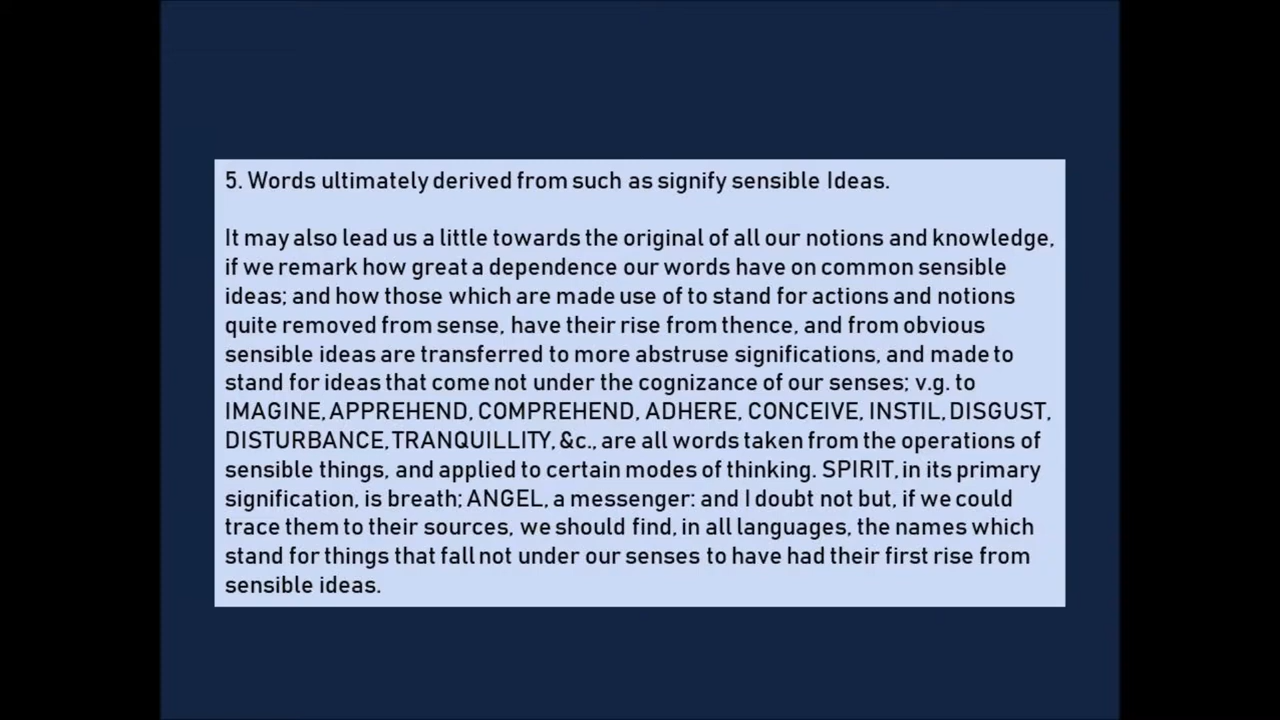 5. Words ultimately derived from such as signify sensible Ideas.
It may also lead us a little towards the original of all our notions and knowledge,
if we remark how great a dependence our words have on common sensible
ideas; and how those which are made use of to stand for actions and notions
quite removed from sense, have their rise from thence, and from obvious
sensible ideas are transferred to more abstruse significations, and made to
stand for ideas that come not under the cognizance of our senses; v.g. to
IMAGINE, APPREHEND, COMPREHEND, ADHERE, CONCEIVE, INSTIL, DISGUST,
DISTURBANCE, TRANQUILLITY, &c., are all words taken from the operations of
sensible things, and applied to certain modes of thinking. SPIRIT, in its primary
signification, is breath; ANGEL, a messenger: and I doubt not but, if we could
trace them to their sources, we should find, in all languages, the names which
stand for things that fall not under our senses to have had their first rise from
sensible ideas.